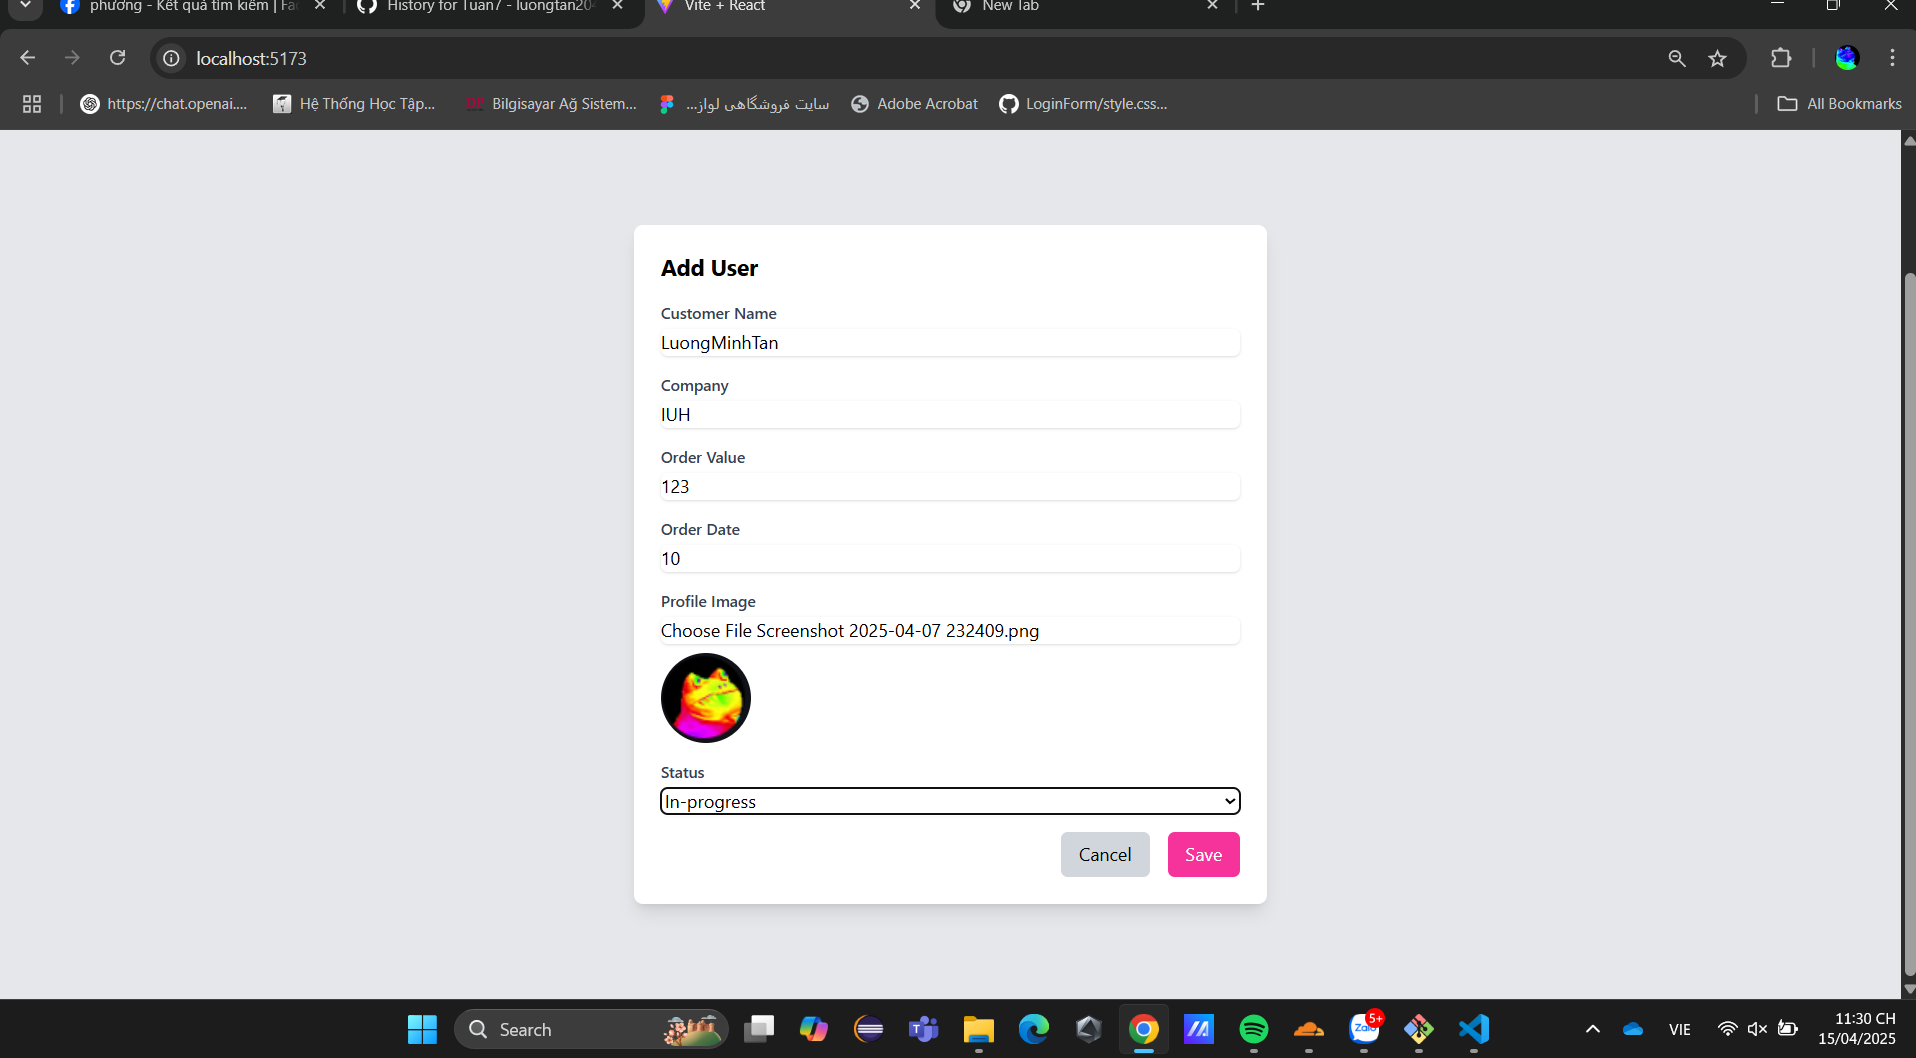 phương - Kết quả tìm kiếm | Fa
History for Tuan7 - luongtan20
Vite + React
New Tab
localhost:5173
https://chat.openai....
Hệ Thống Học Tập...
DP Bilgisayar Ağ Sistem...
سایت فروشگاهی لواز...
Adobe Acrobat
LoginForm/style.css...
All Bookmarks
Add User
Customer Name
LuongMinhTan
Company
IUH
Order Value
123
Order Date
10
Profile Image
Choose File Screenshot 2025-04-07 232409.png
Status
In-progress
Cancel
Save
Search
Zalo
5+
VIE
11:30 CH
15/04/2025